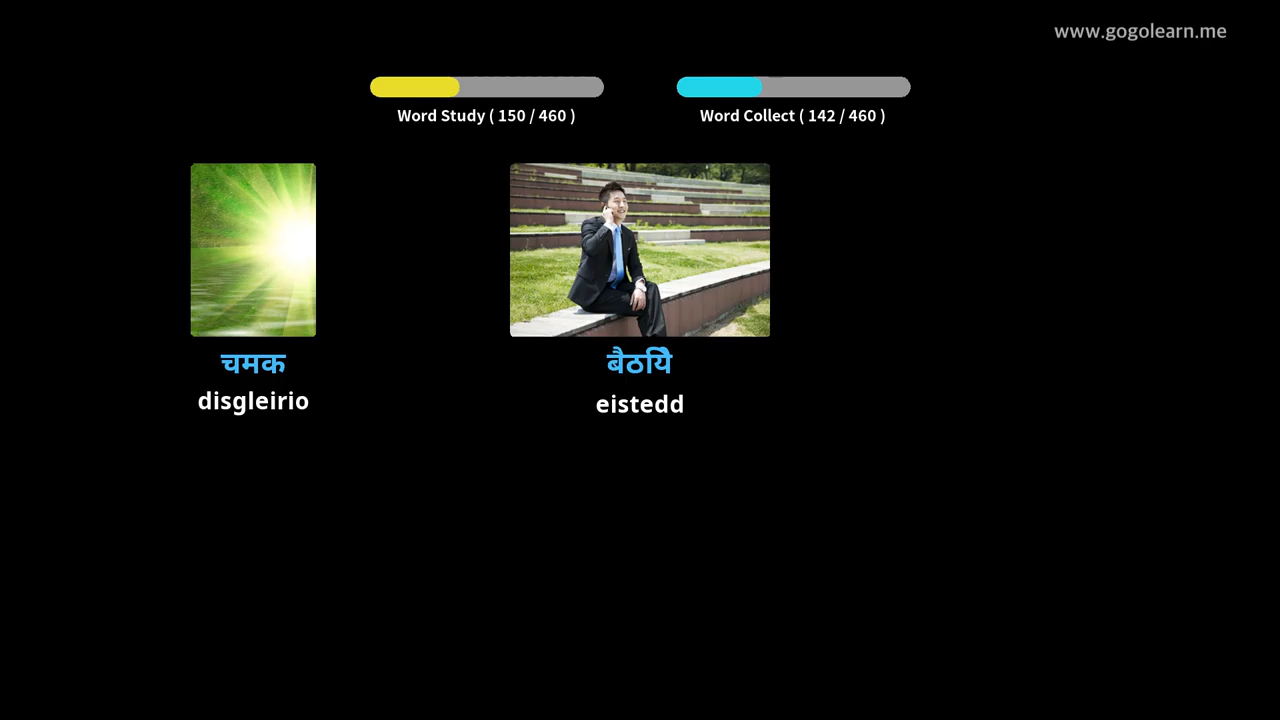 www.gogolearn.me
Word Study ( 150 / 460 )
Word Collect ( 142 / 460 )
चमक
बैठयिे
disgleirio
eistedd